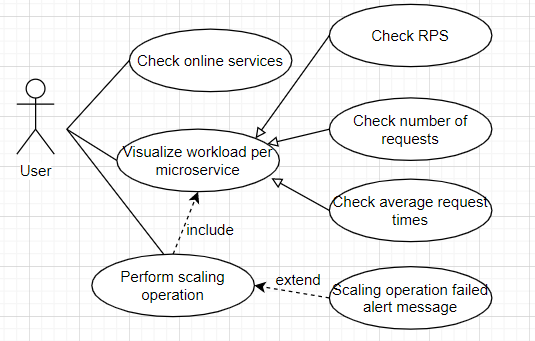 Check RPS
Check online services
Check number of
requests
Visualize workload per
microservice
User
Check average request
times
include
Perform scaling
operation
extend
Scaling operation failed
alert message